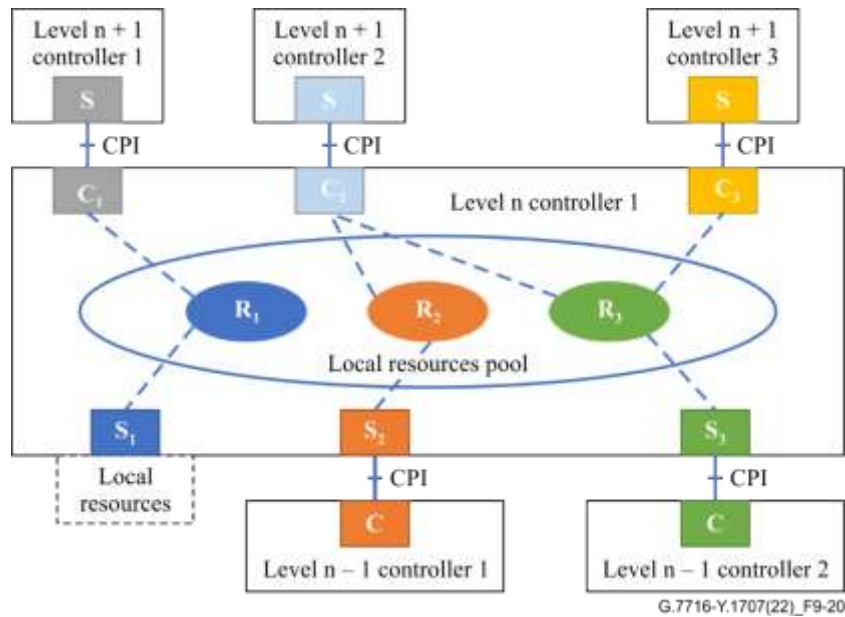 Level n + 1
controller 1
Level n + 1
controller 2
Level n + 1
controller 3
S
S
S
CPI
CPI
CPI
C₁
C₂
C₃
Level n controller 1
R₁
R₂
R₃
Local resources pool
S₁
S₂
S₃
Local
resources
CPI
CPI
C
C
Level n – 1 controller 1
Level n – 1 controller 2
G.7716-Y.1707(22)_F9-20